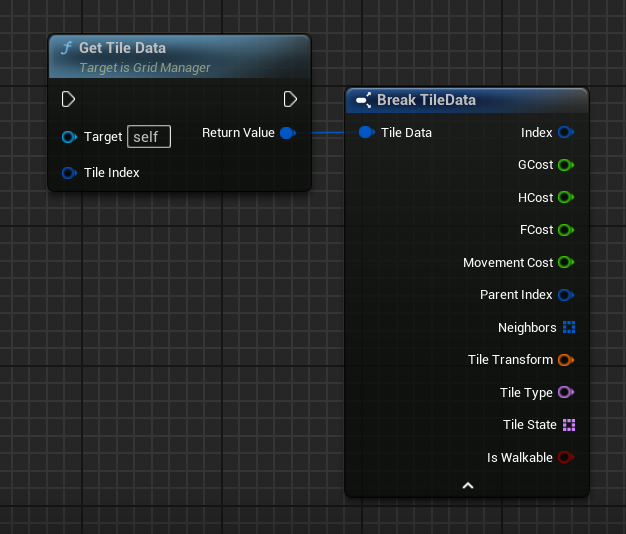 f Get Tile Data
Target is Grid Manager
Target self
Return Value
Tile Index
Break TileData
Tile Data
Index
GCost
HCost
FCost
Movement Cost
Parent Index
Neighbors
Tile Transform
Tile Type
Tile State
Is Walkable